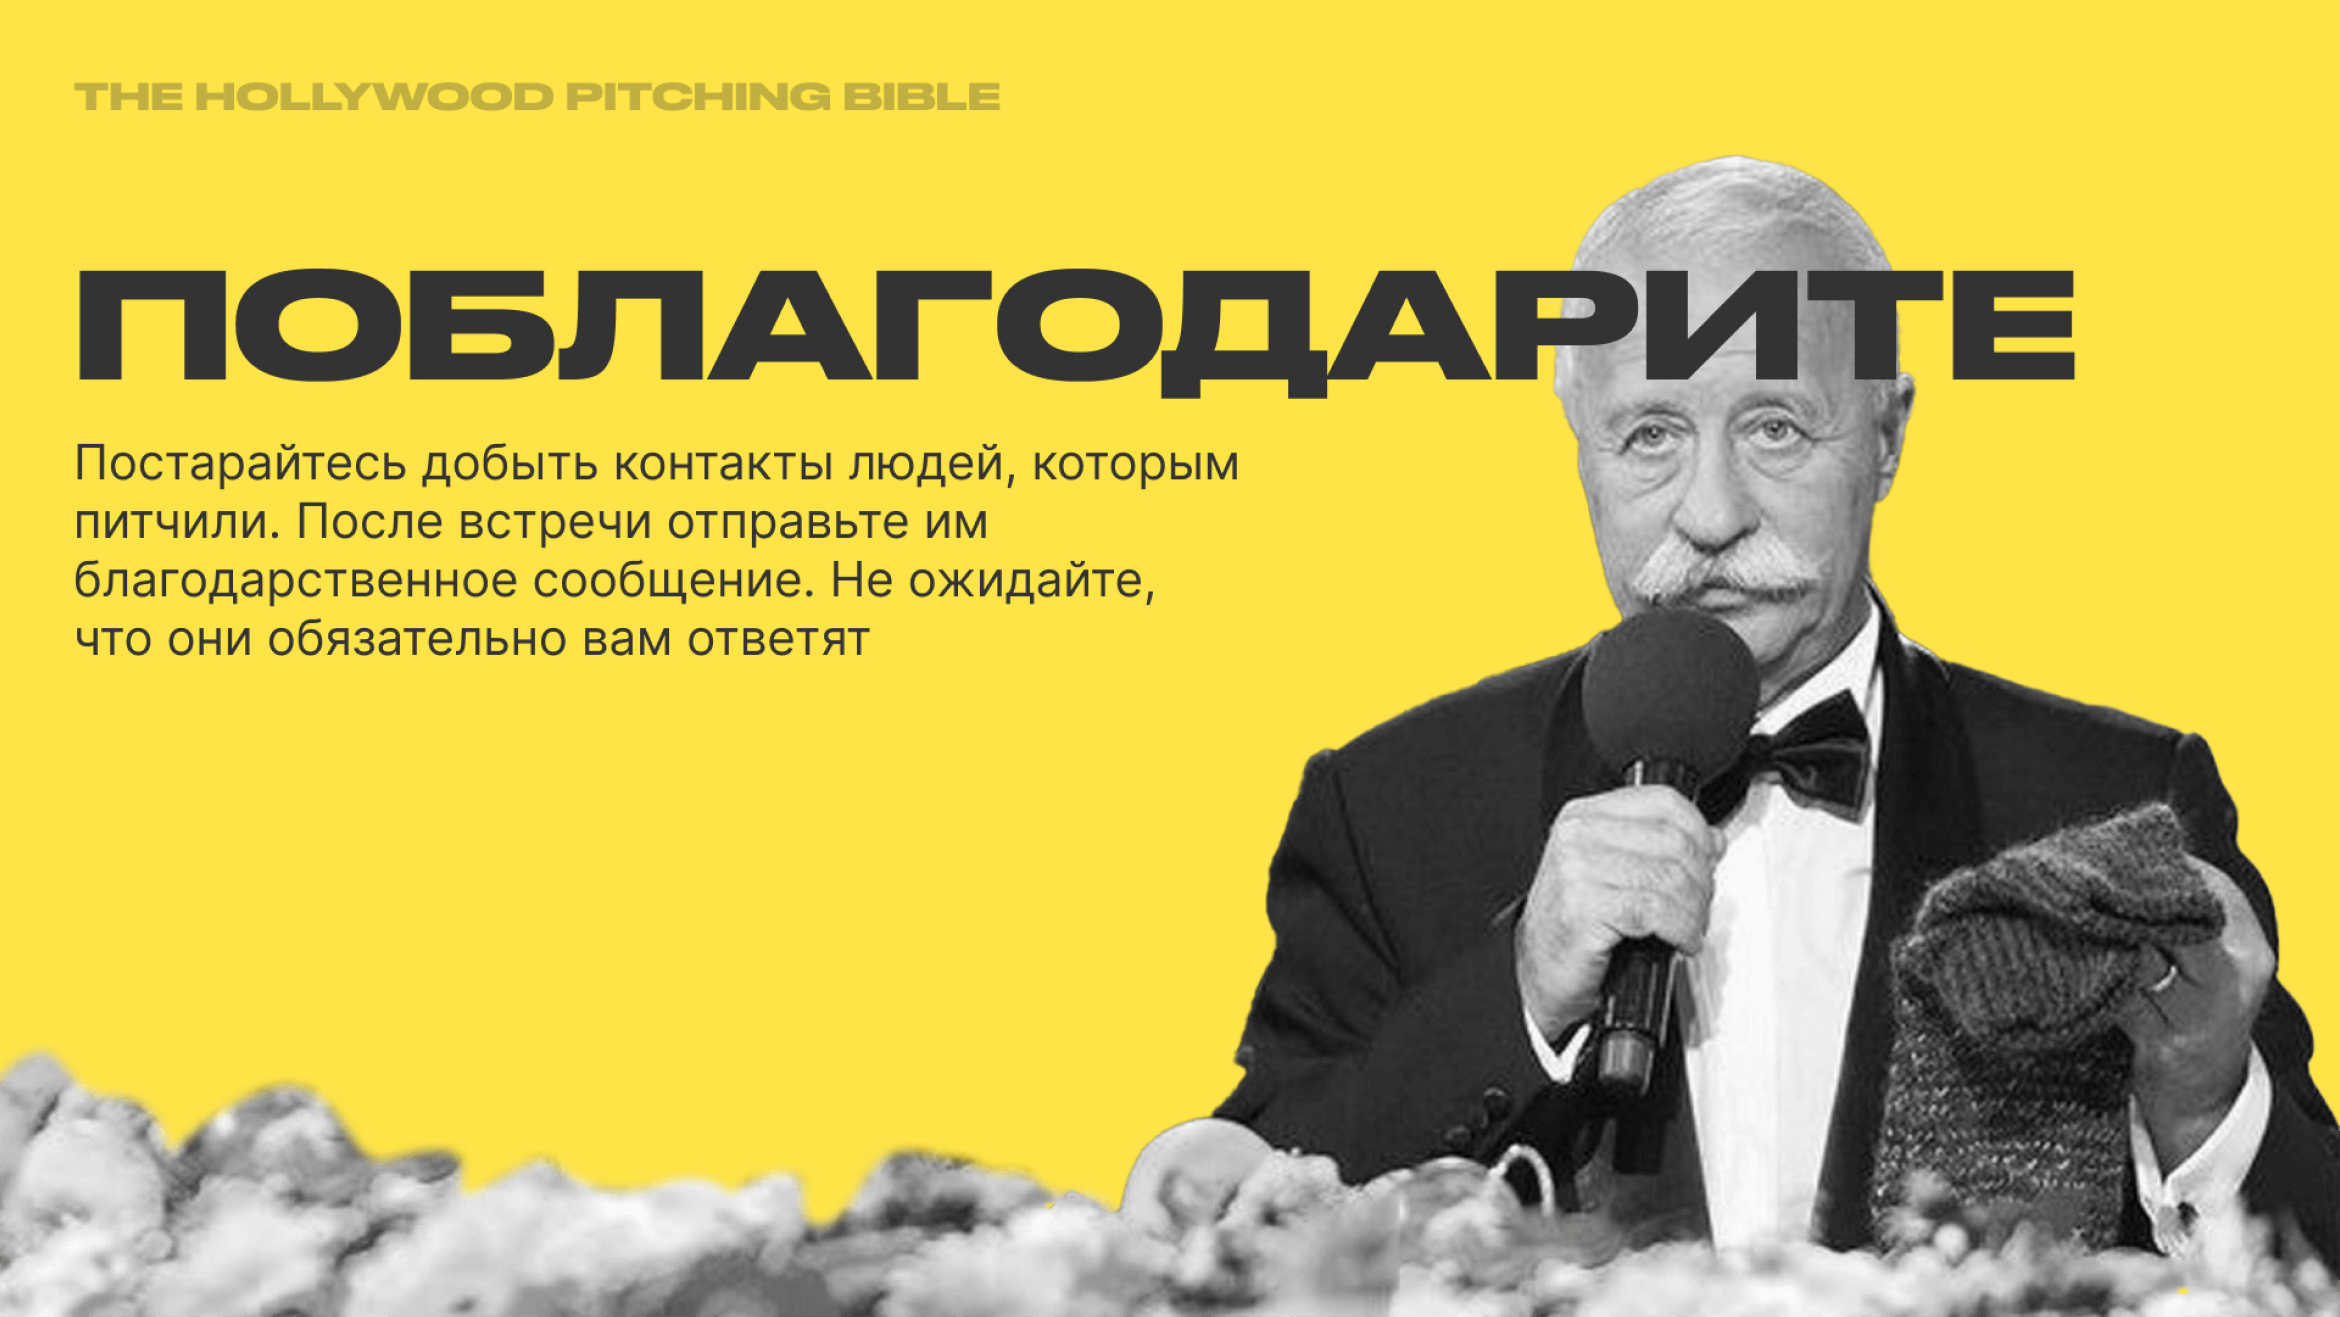 THE HOLLYWOOD PITCHING BIBLE
ПОБЛАГОДАРИТЕ
Постарайтесь добыть контакты людей, которым
питчили. После встречи отправьте им
благодарственное сообщение. Не ожидайте,
что они обязательно вам ответят